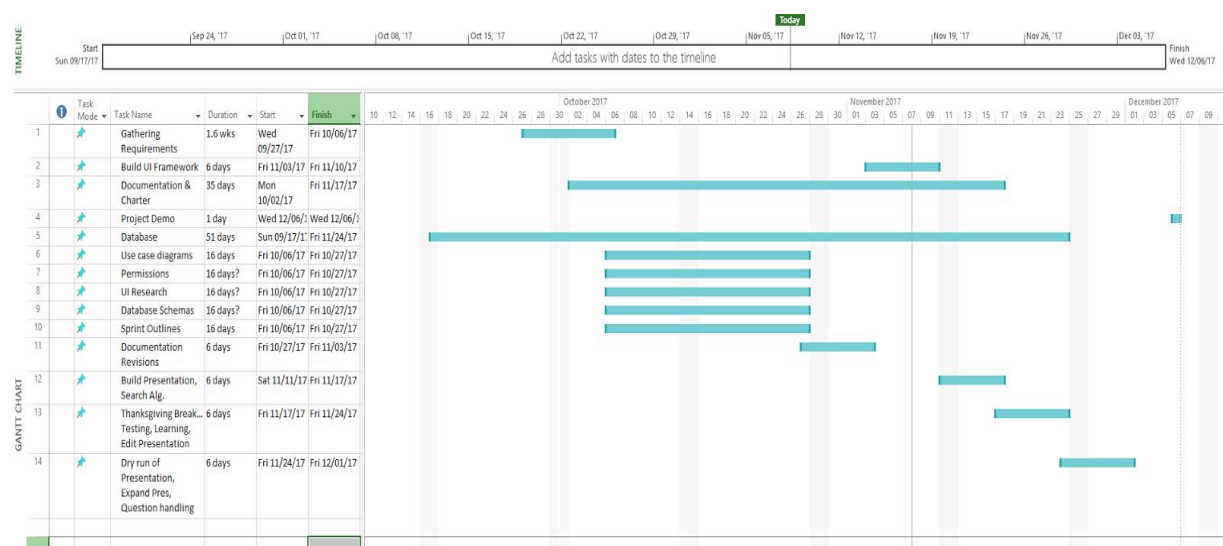 TIMELINE
Today
Sep 24, '17 Oct 01, '17 Oct 08, '17 Oct 15, '17 Oct 22, '17 Oct 29, '17 Nov 05, '17 Nov 12, '17 Nov 19, '17 Nov 26, '17 Dec 03, '17
Start
Sun 09/17/17
Add tasks with dates to the timeline
Finish
Wed 12/06/17
GANTT CHART
Task Mode Task Name Duration Start Finish
October 2017 November 2017 December 2017
10 12 14 16 18 20 22 24 26 28 30 02 04 06 08 10 12 14 16 18 20 22 24 26 28 30 01 03 05 07 09 11 13 15 17 19 21 23 25 27 29 01 03 05 07 09
1 Gathering Requirements 1.6 wks Wed 09/27/17 Fri 10/06/17
2 Build UI Framework 6 days Fri 11/03/17 Fri 11/10/17
3 Documentation & Charter 35 days Mon 10/02/17 Fri 11/17/17
4 Project Demo 1 day Wed 12/06/1 Wed 12/06/1
5 Database 51 days Sun 09/17/1 Fri 11/24/17
6 Use case diagrams 16 days Fri 10/06/17 Fri 10/27/17
7 Permissions 16 days? Fri 10/06/17 Fri 10/27/17
8 UI Research 16 days? Fri 10/06/17 Fri 10/27/17
9 Database Schemas 16 days? Fri 10/06/17 Fri 10/27/17
10 Sprint Outlines 16 days Fri 10/06/17 Fri 10/27/17
11 Documentation Revisions 6 days Fri 10/27/17 Fri 11/03/17
12 Build Presentation, Search Alg. 6 days Sat 11/11/17 Fri 11/17/17
13 Thanksgiving Break... Testing, Learning, Edit Presentation 6 days Fri 11/17/17 Fri 11/24/17
14 Dry run of Presentation, Expand Pres, Question handling 6 days Fri 11/24/17 Fri 12/01/17